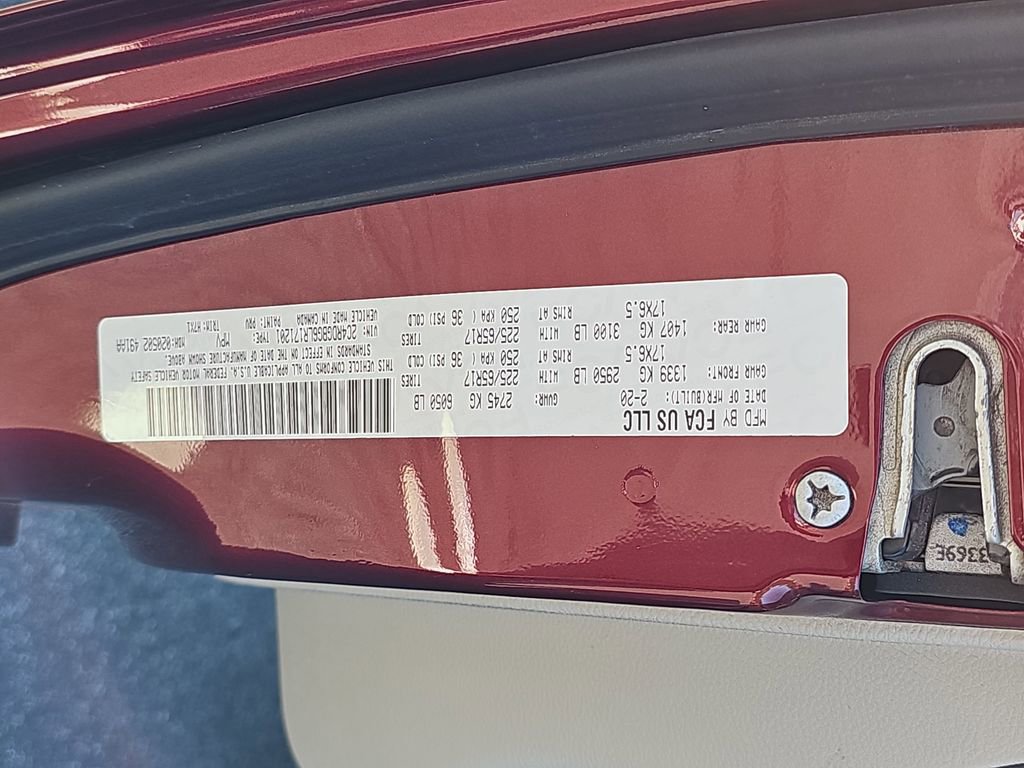 MFD BY FCA US LLC
DATE OF MFR(BUILT): 2-20 GVWR: 2745 KG 6050 LB
GAWR FRONT: 1339 KG 2950 LB WITH 225/65R17 TIRES
17X6.5 RIMS AT 250 KPA( 36 PSI) COLD
GAWR REAR: 1407 KG 3100 LB WITH 225/65R17 TIRES
17X6.5 RIMS AT 250 KPA( 36 PSI) COLD
THIS VEHICLE CONFORMS TO ALL APPLICABLE U.S.A. FEDERAL MOTOR VEHICLE SAFETY
STANDARDS IN EFFECT ON THE DATE OF MANUFACTURE SHOWN ABOVE.
VIN: 2C4RDGBG6LR171201 TYPE: MPV MDH:020502 491AA
VEHICLE MADE IN CANADA PAINT: PRV TRIM: H7X1
3369E